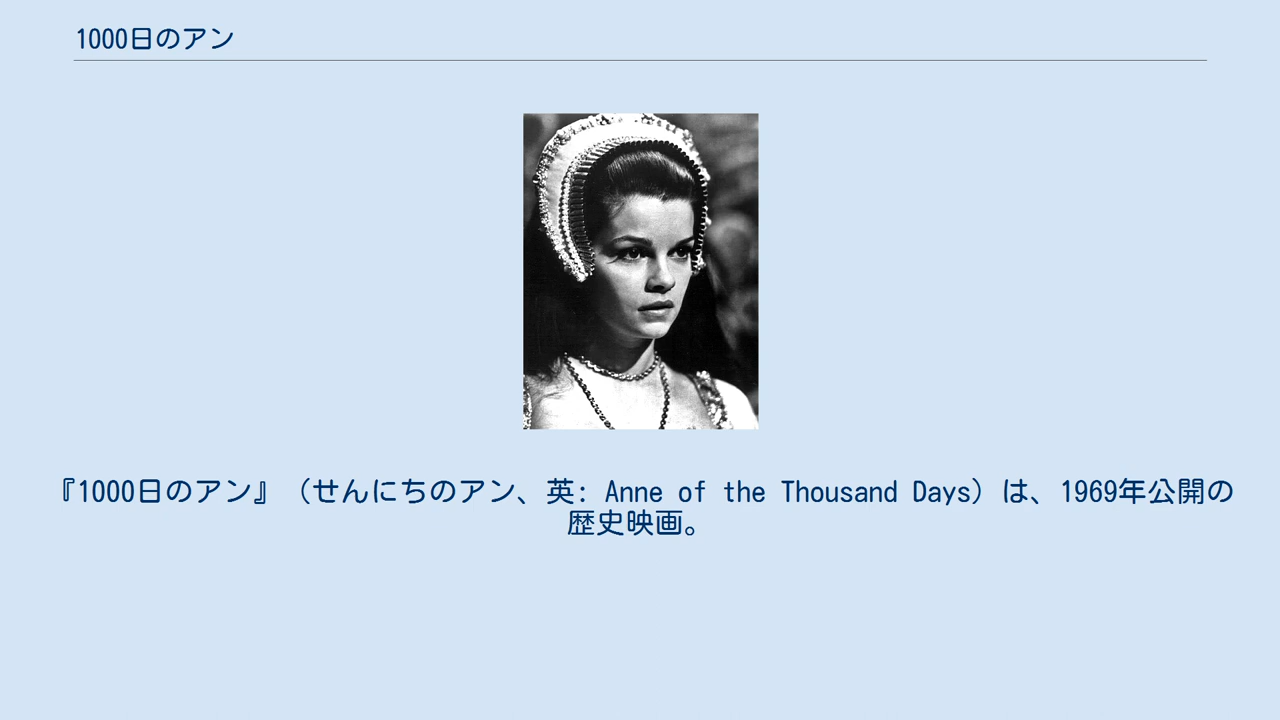 1000日のアン
『1000日のアン』（せんにちのアン、英: Anne of the Thousand Days）は、1969年公開の
歴史映画。